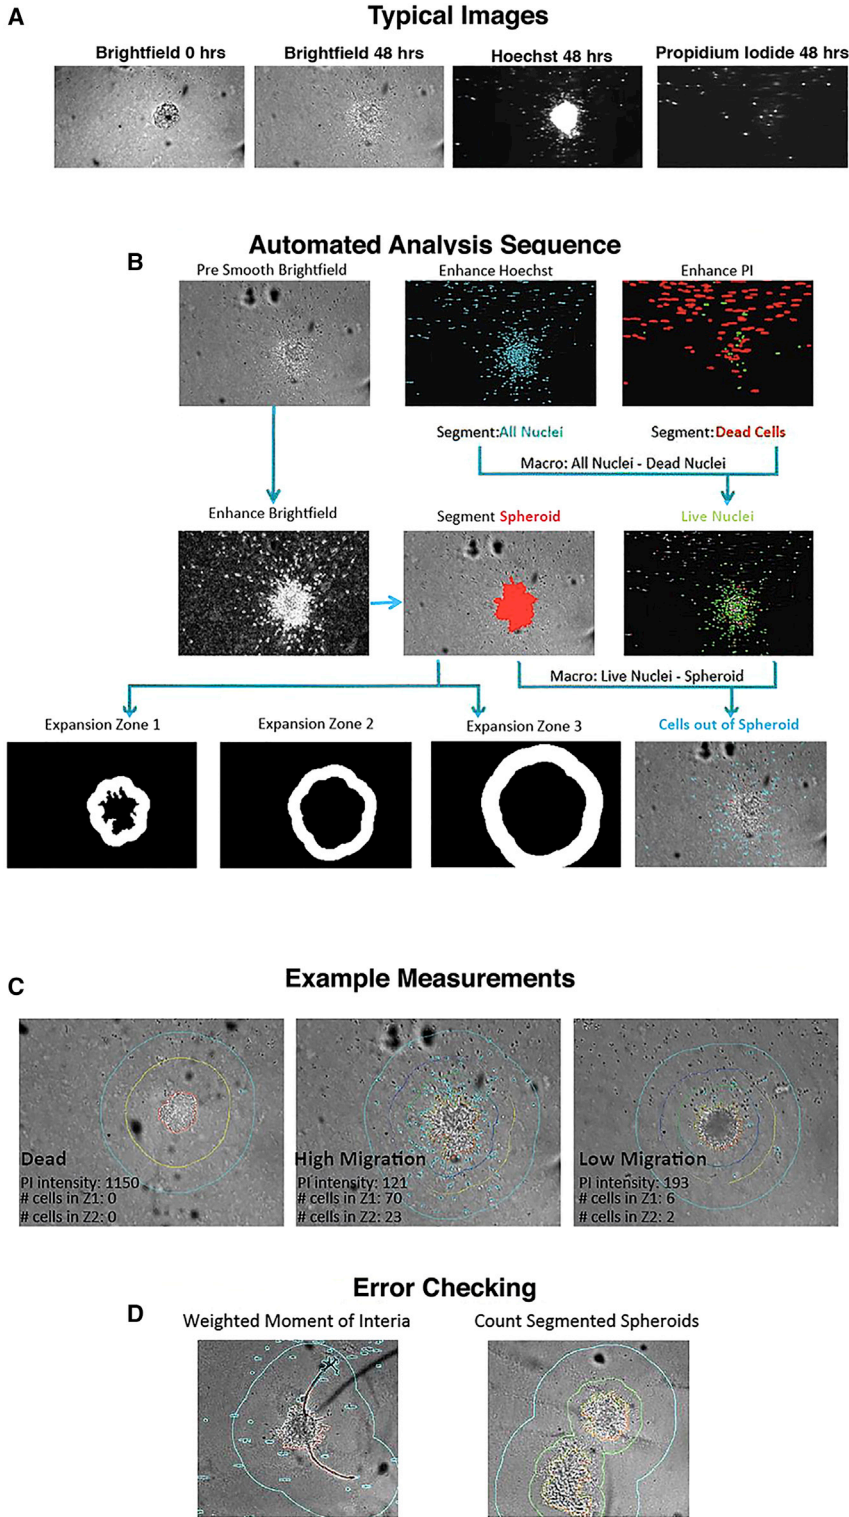 A
Typical Images
Brightfield 0 hrs
Brightfield 48 hrs
Hoechst 48 hrs
Propidium Iodide 48 hrs
B
Automated Analysis Sequence
Pre Smooth Brightfield
Enhance Hoechst
Enhance PI
Segment:All Nuclei
Segment:Dead Cells
Macro: All Nuclei - Dead Nuclei
Enhance Brightfield
Segment Spheroid
Live Nuclei
Macro: Live Nuclei - Spheroid
Expansion Zone 1
Expansion Zone 2
Expansion Zone 3
Cells out of Spheroid
C
Example Measurements
Dead
PI intensity: 1150
# cells in Z1: 0
# cells in Z2: 0
High Migration
PI intensity: 121
# cells in Z1: 70
# cells in Z2: 23
Low Migration
PI intensity: 193
# cells in Z1: 6
# cells in Z2: 2
Error Checking
D
Weighted Moment of Interia
Count Segmented Spheroids